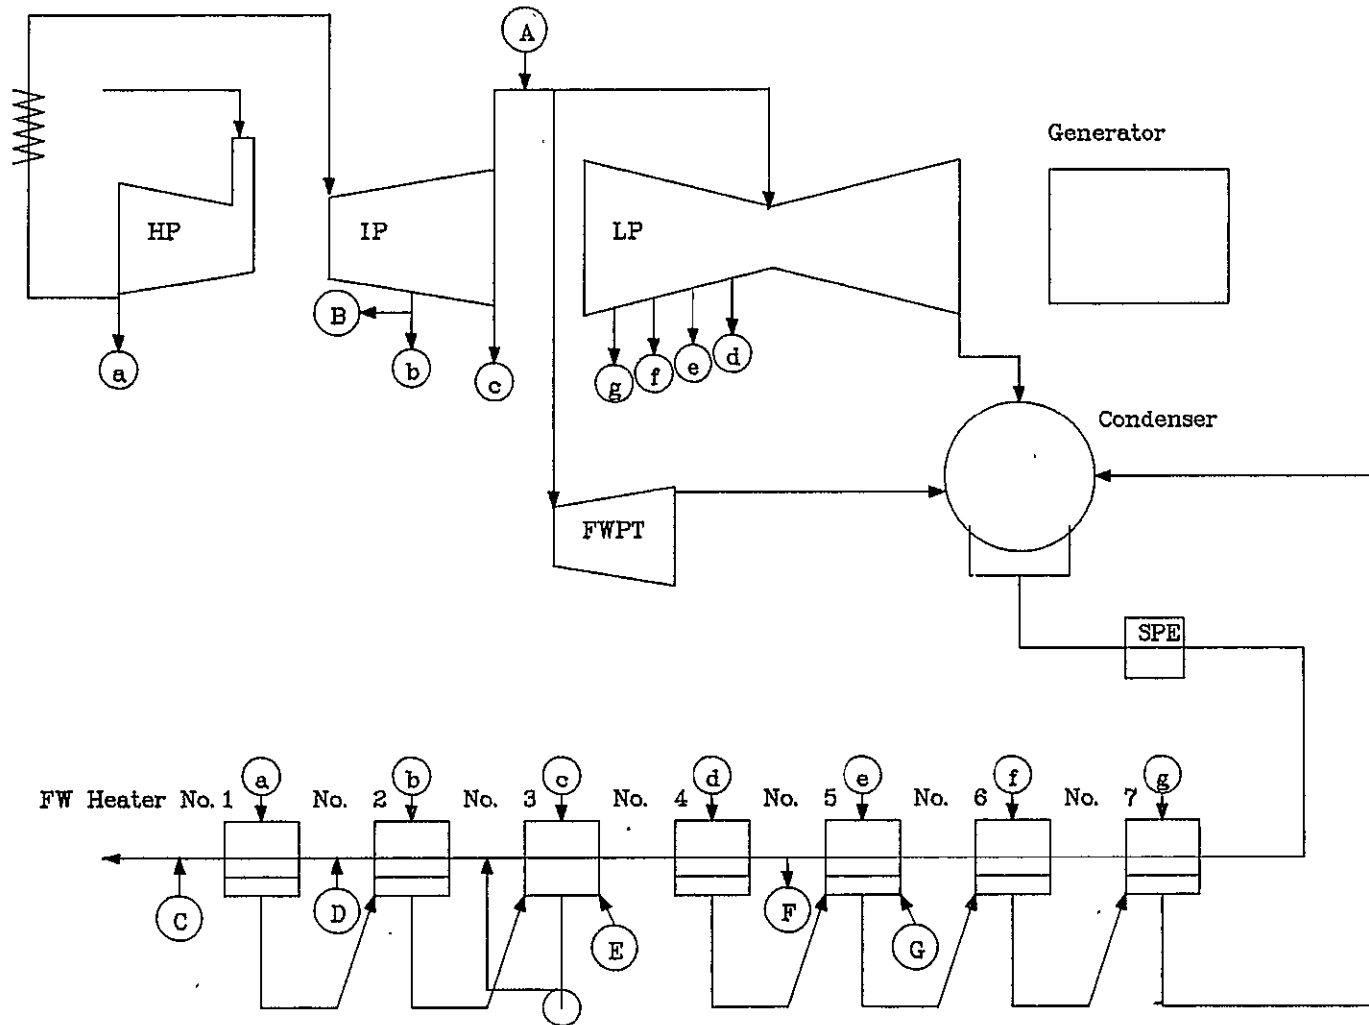 A
Generator
HP
IP
LP
B
a
b
c
g
f
e
d
Condenser
FWPT
SPE
a
b
c
d
e
f
g
FW Heater No. 1 No. 2 No. 3 No. 4 No. 5 No. 6 No. 7
C
D
E
F
G